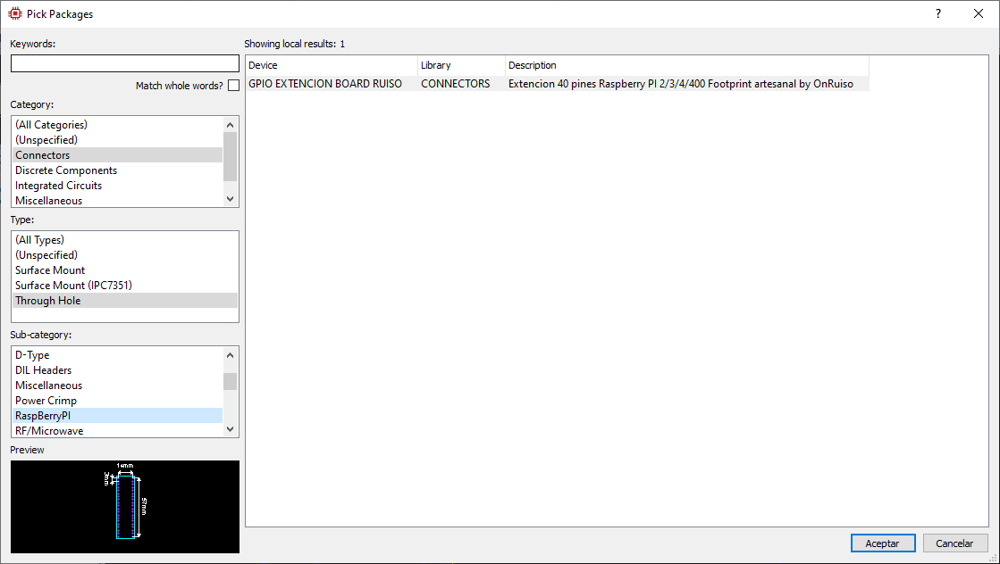 Pick Packages
?
Keywords:
Match whole words?
Category:
(All Categories)
(Unspecified)
Connectors
Discrete Components
Integrated Circuits
Miscellaneous
Type:
(All Types)
(Unspecified)
Surface Mount
Surface Mount (IPC7351)
Through Hole
Sub-category:
D-Type
DIL Headers
Miscellaneous
Power Crimp
RaspBerryPI
RF/Microwave
Preview
14mm
3mm
57mm
Showing local results: 1
Device Library Description
GPIO EXTENCION BOARD RUISO CONNECTORS Extencion 40 pines Raspberry PI 2/3/4/400 Footprint artesanal by OnRuiso
Aceptar Cancelar